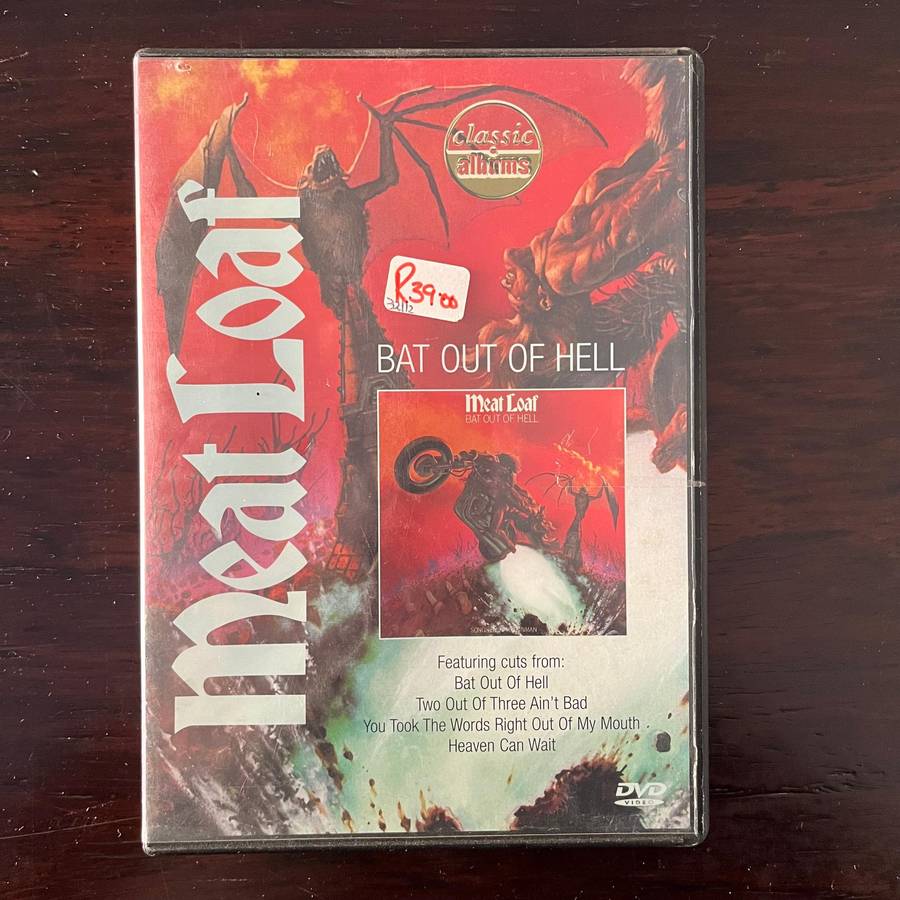 Meat Loaf
classic
albums
R39.00
32112
BAT OUT OF HELL
Meat Loaf
BAT OUT OF HELL
Featuring cuts from:
Bat Out Of Hell
Two Out Of Three Ain't Bad
You Took The Words Right Out Of My Mouth
Heaven Can Wait
DVD
VIDEO